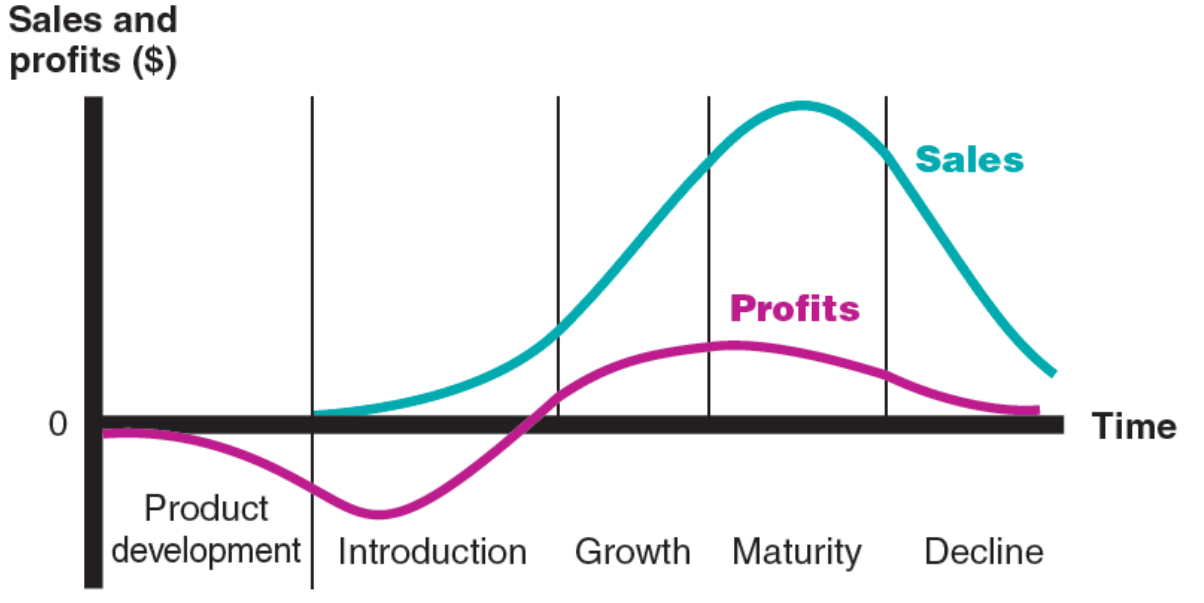 Sales and
profits ($)
Sales
Profits
0
Time
Product
development
Introduction
Growth
Maturity
Decline